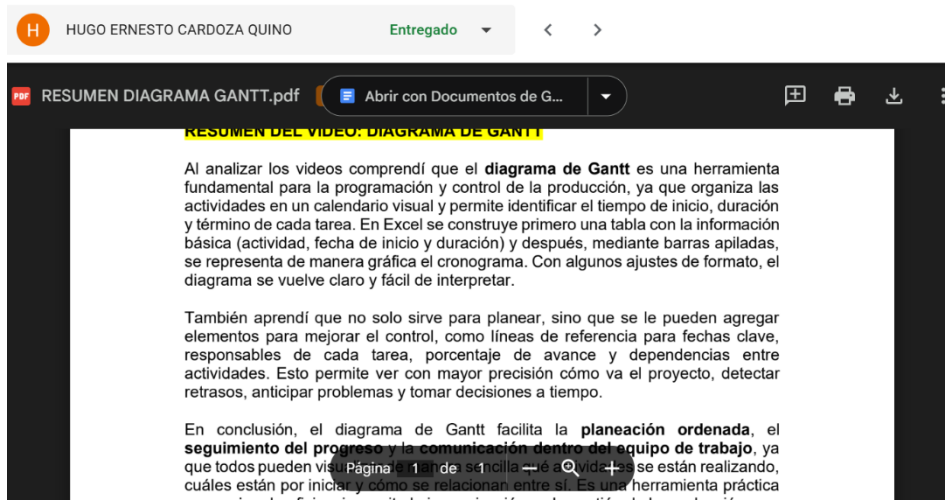 H HUGO ERNESTO CARDOZA QUINO Entregado
PDF RESUMEN DIAGRAMA GANTT.pdf Abrir con Documentos de G...
RESUMEN DEL VIDEO: DIAGRAMA DE GANTT
Al analizar los videos comprendí que el diagrama de Gantt es una herramienta
fundamental para la programación y control de la producción, ya que organiza las
actividades en un calendario visual y permite identificar el tiempo de inicio, duración
y término de cada tarea. En Excel se construye primero una tabla con la información
básica (actividad, fecha de inicio y duración) y después, mediante barras apiladas,
se representa de manera gráfica el cronograma. Con algunos ajustes de formato, el
diagrama se vuelve claro y fácil de interpretar.
También aprendí que no solo sirve para planear, sino que se le pueden agregar
elementos para mejorar el control, como líneas de referencia para fechas clave,
responsables de cada tarea, porcentaje de avance y dependencias entre
actividades. Esto permite ver con mayor precisión cómo va el proyecto, detectar
retrasos, anticipar problemas y tomar decisiones a tiempo.
En conclusión, el diagrama de Gantt facilita la planeación ordenada, el
seguimiento del progreso y la comunicación dentro del equipo de trabajo, ya
que todos pueden sencilla qué se están realizando,
cuáles están por iniciar y cómo se relacionan entre sí. Es una herramienta práctica
Página 1 de 1